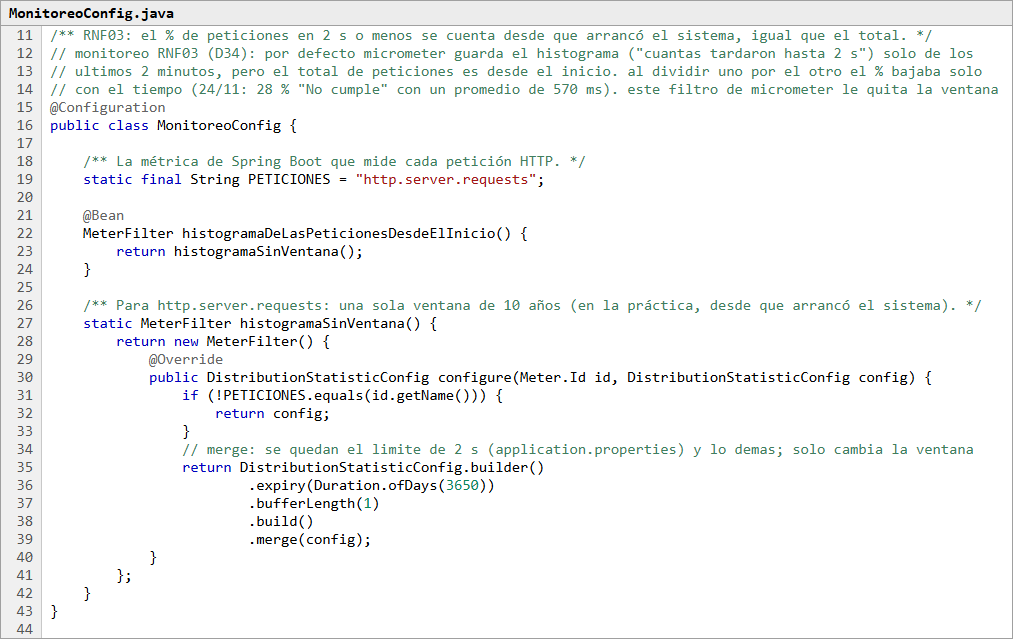 MonitoreoConfig.java
11 /** RNF03: el % de peticiones en 2 s o menos se cuenta desde que arrancó el sistema, igual que el total. */
12 // monitoreo RNF03 (D34): por defecto micrometer guarda el histograma ("cuantas tardaron hasta 2 s") solo de los
13 // ultimos 2 minutos, pero el total de peticiones es desde el inicio. al dividir uno por el otro el % bajaba solo
14 // con el tiempo (24/11: 28 % "No cumple" con un promedio de 570 ms). este filtro de micrometer le quita la ventana
15 @Configuration
16 public class MonitoreoConfig {
17
18     /** La métrica de Spring Boot que mide cada petición HTTP. */
19     static final String PETICIONES = "http.server.requests";
20
21     @Bean
22     MeterFilter histogramaDeLasPeticionesDesdeElInicio() {
23         return histogramaSinVentana();
24     }
25
26     /** Para http.server.requests: una sola ventana de 10 años (en la práctica, desde que arrancó el sistema). */
27     static MeterFilter histogramaSinVentana() {
28         return new MeterFilter() {
29             @Override
30             public DistributionStatisticConfig configure(Meter.Id id, DistributionStatisticConfig config) {
31                 if (!PETICIONES.equals(id.getName())) {
32                     return config;
33                 }
34                 // merge: se quedan el limite de 2 s (application.properties) y lo demas; solo cambia la ventana
35                 return DistributionStatisticConfig.builder()
36                         .expiry(Duration.ofDays(3650))
37                         .bufferLength(1)
38                         .build()
39                         .merge(config);
40             }
41         };
42     }
43 }
44